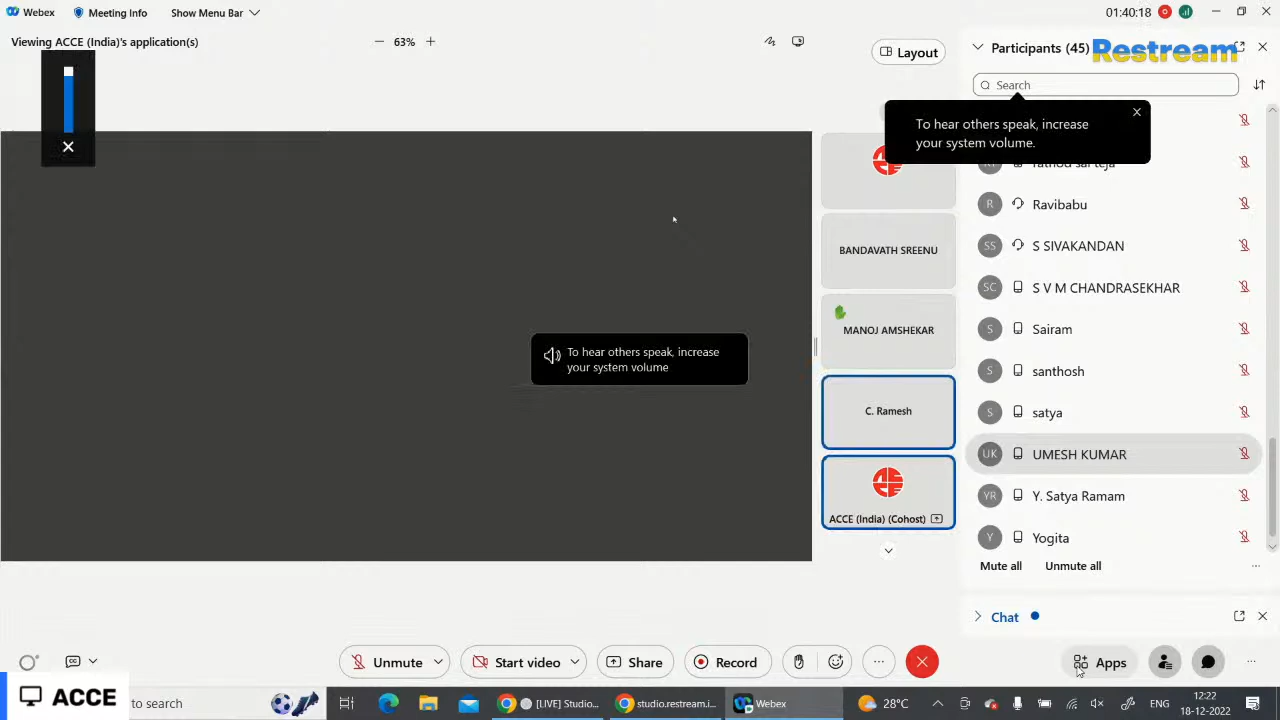 Webex
Meeting Info
Show Menu Bar
01:40:18
Viewing ACCE (India)'s application(s)
63%
Layout
Participants (45)
Restream
Search
To hear others speak, increase
your system volume.
Ravibabu
R
S SIVAKANDAN
SS
S V M CHANDRASEKHAR
SC
Sairam
S
santhosh
S
satya
S
UMESH KUMAR
UK
Y. Satya Ramam
YR
Yogita
Y
BANDAVATH SREENU
MANOJ AMSHEKAR
C. Ramesh
ACCE (India) (Cohost)
To hear others speak, increase
your system volume
Mute all
Unmute all
Chat
Unmute
Start video
Share
Record
Apps
ACCE
to search
[LIVE] Studio...
studio.restream.i...
Webex
28°C
ENG
12:22
18-12-2022